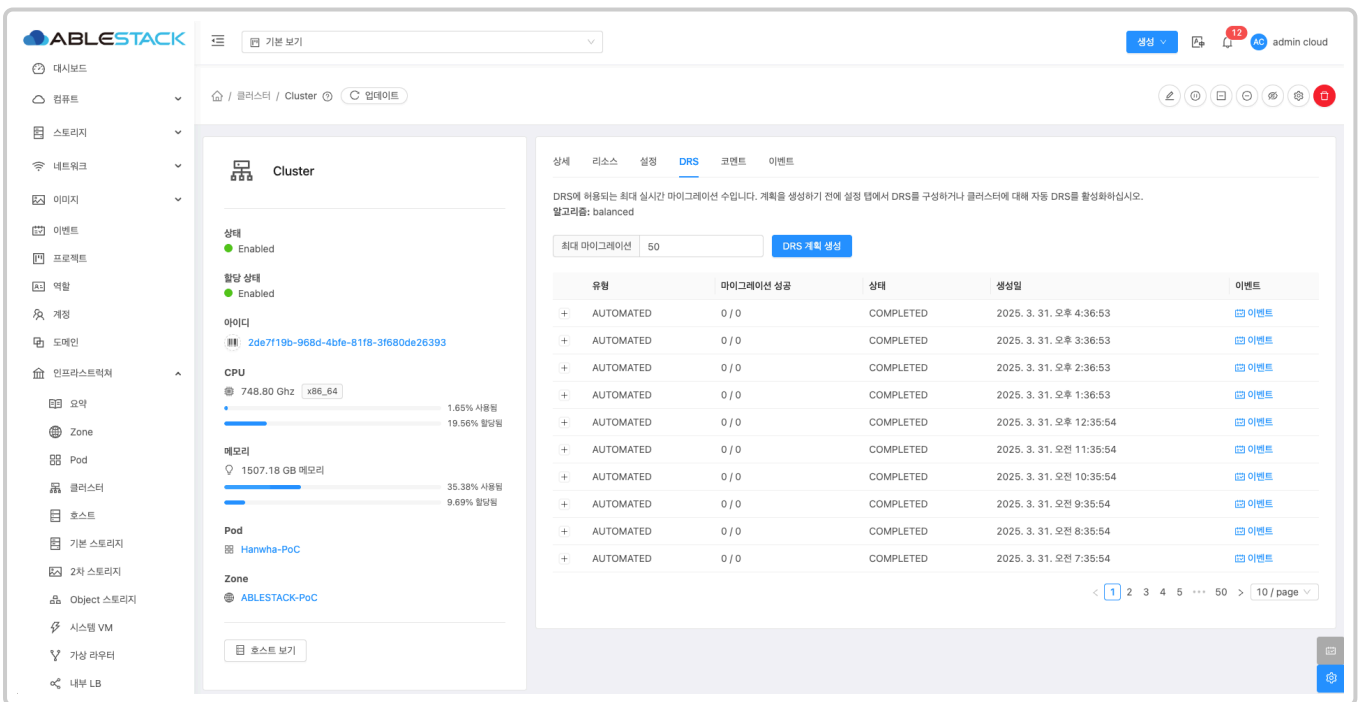 ABLESTACK
기본 보기
생성
12
AC
admin cloud
대시보드
컴퓨트
스토리지
네트워크
이미지
이벤트
프로젝트
역할
계정
도메인
인프라스트럭쳐
요약
Zone
Pod
클러스터
호스트
기본 스토리지
2차 스토리지
Object 스토리지
시스템 VM
가상 라우터
내부 LB
/ 클러스터 / Cluster
업데이트
Cluster
상태
Enabled
할당 상태
Enabled
아이디
2de7f19b-968d-4bfe-81f8-3f680de26393
CPU
748.80 Ghz x86_64
1.65% 사용됨
19.56% 할당됨
메모리
1507.18 GB 메모리
35.38% 사용됨
9.69% 할당됨
Pod
Hanwha-PoC
Zone
ABLESTACK-PoC
호스트 보기
상세 리소스 설정 DRS 코멘트 이벤트
DRS에 허용되는 최대 실시간 마이그레이션 수입니다. 계획을 생성하기 전에 설정 탭에서 DRS를 구성하거나 클러스터에 대해 자동 DRS를 활성화하십시오.
알고리즘: balanced
최대 마이그레이션 50 DRS 계획 생성
유형 마이그레이션 성공 상태 생성일 이벤트
+ AUTOMATED 0 / 0 COMPLETED 2025. 3. 31. 오후 4:36:53 이벤트
+ AUTOMATED 0 / 0 COMPLETED 2025. 3. 31. 오후 3:36:53 이벤트
+ AUTOMATED 0 / 0 COMPLETED 2025. 3. 31. 오후 2:36:53 이벤트
+ AUTOMATED 0 / 0 COMPLETED 2025. 3. 31. 오후 1:36:53 이벤트
+ AUTOMATED 0 / 0 COMPLETED 2025. 3. 31. 오후 12:35:54 이벤트
+ AUTOMATED 0 / 0 COMPLETED 2025. 3. 31. 오전 11:35:54 이벤트
+ AUTOMATED 0 / 0 COMPLETED 2025. 3. 31. 오전 10:35:54 이벤트
+ AUTOMATED 0 / 0 COMPLETED 2025. 3. 31. 오전 9:35:54 이벤트
+ AUTOMATED 0 / 0 COMPLETED 2025. 3. 31. 오전 8:35:54 이벤트
+ AUTOMATED 0 / 0 COMPLETED 2025. 3. 31. 오전 7:35:54 이벤트
< 1 2 3 4 5 ··· 50 > 10 / page